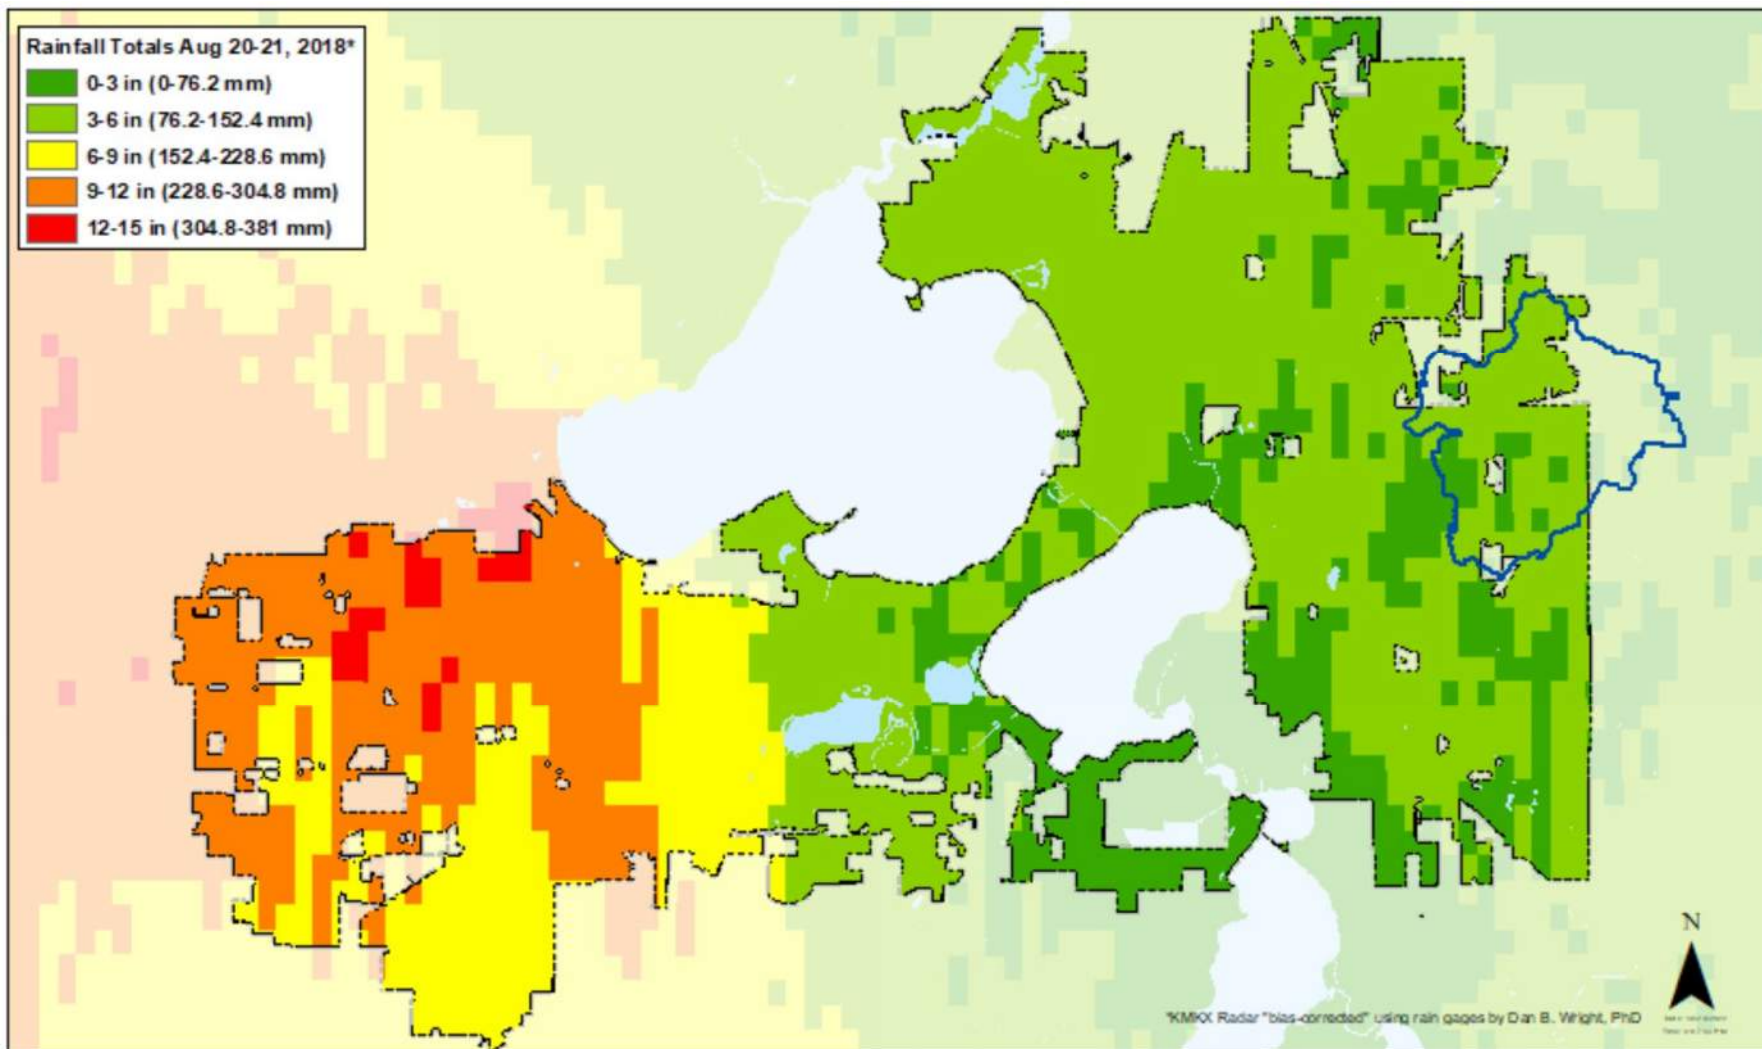 Rainfall Totals Aug 20-21, 2018*
0-3 in (0-76.2 mm)
3-6 in (76.2-152.4 mm)
6-9 in (152.4-228.6 mm)
9-12 in (228.6-304.8 mm)
12-15 in (304.8-381 mm)
N
*KMKX Radar "bias-corrected" using rain gages by Dan B. Wright, PhD